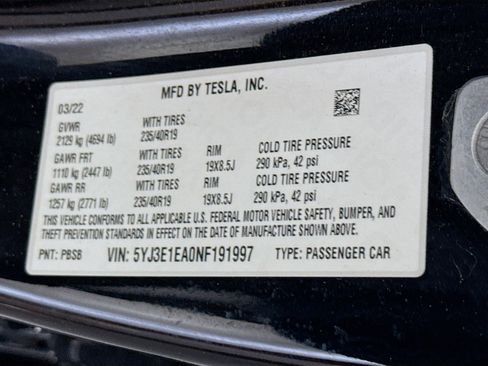 MFD BY TESLA, INC.
03/22
GVWR WITH TIRES
2129 kg (4694 lb) 235/40R19
GAWR FRT WITH TIRES RIM COLD TIRE PRESSURE
1110 kg (2447 lb) 235/40R19 19X8.5J 290 kPa, 42 psi
GAWR RR WITH TIRES RIM COLD TIRE PRESSURE
1257 kg (2771 lb) 235/40R19 19X8.5J 290 kPa, 42 psi
THIS VEHICLE CONFORMS TO ALL APPLICABLE U.S. FEDERAL MOTOR VEHICLE SAFETY, BUMPER, AND
THEFT PREVENTION STANDARDS IN EFFECT ON THE DATE OF MANUFACTURE SHOWN ABOVE.
PNT: PBSB VIN: 5YJ3E1EA0NF191997 TYPE: PASSENGER CAR